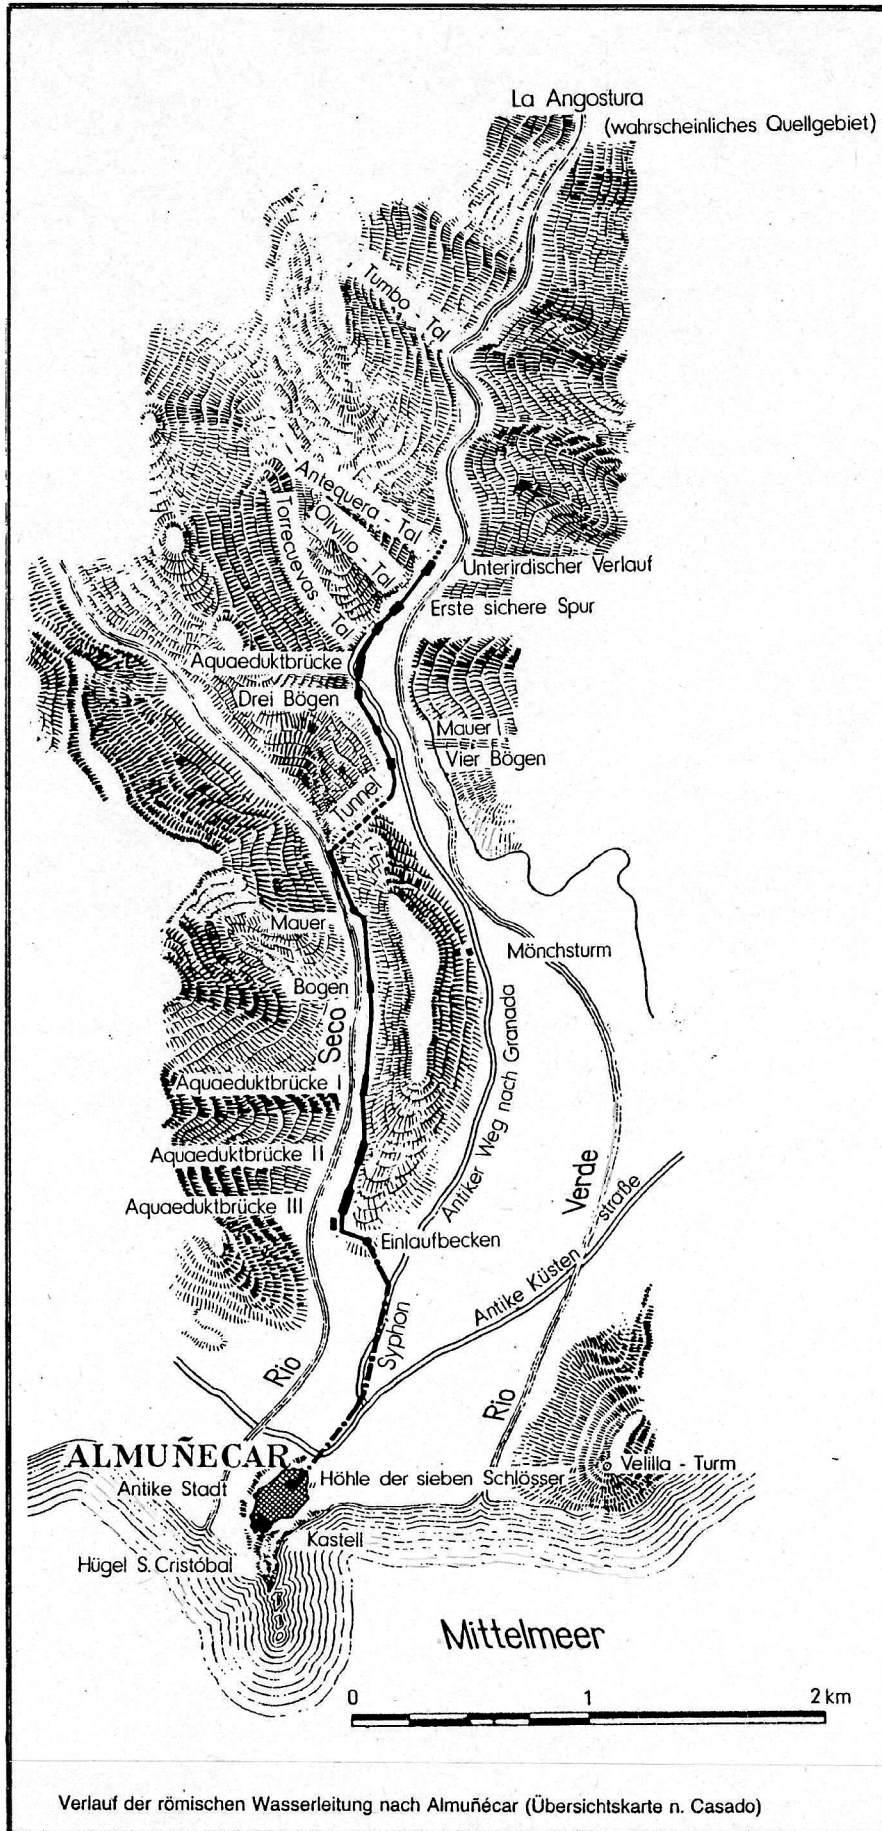 La Angostura
(wahrscheinliches Quellgebiet)
Tumbo - Tal
Antequera - Tal
Olivillo - Tal
Torrecuevas - Tal
Unterirdischer Verlauf
Erste sichere Spur
Aquaeduktbrücke
Drei Bögen
Mauer I
Vier Bögen
Tunnel
Mauer
Mönchsturm
Bogen
Seco
Antiker Weg nach Granada
Aquaeduktbrücke I
Aquaeduktbrücke II
Verde
Aquaeduktbrücke III
Einlaufbecken
Antike Küsten
straße
Syphon
Rio
Rio
ALMUÑECAR
Velilla - Turm
Antike Stadt
Höhle der sieben Schlösser
Kastell
Hügel S. Cristóbal
Mittelmeer
0 1 2 km
Verlauf der römischen Wasserleitung nach Almuñécar (Übersichtskarte n. Casado)